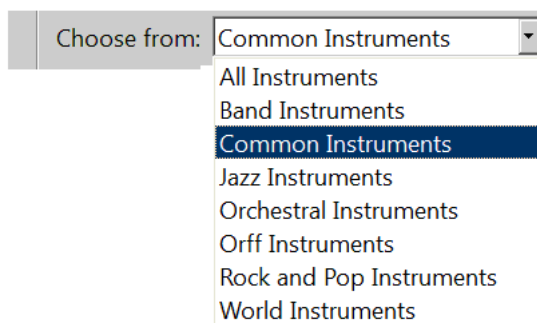 Choose from: Common Instruments
All Instruments
Band Instruments
Common Instruments
Jazz Instruments
Orchestral Instruments
Orff Instruments
Rock and Pop Instruments
World Instruments